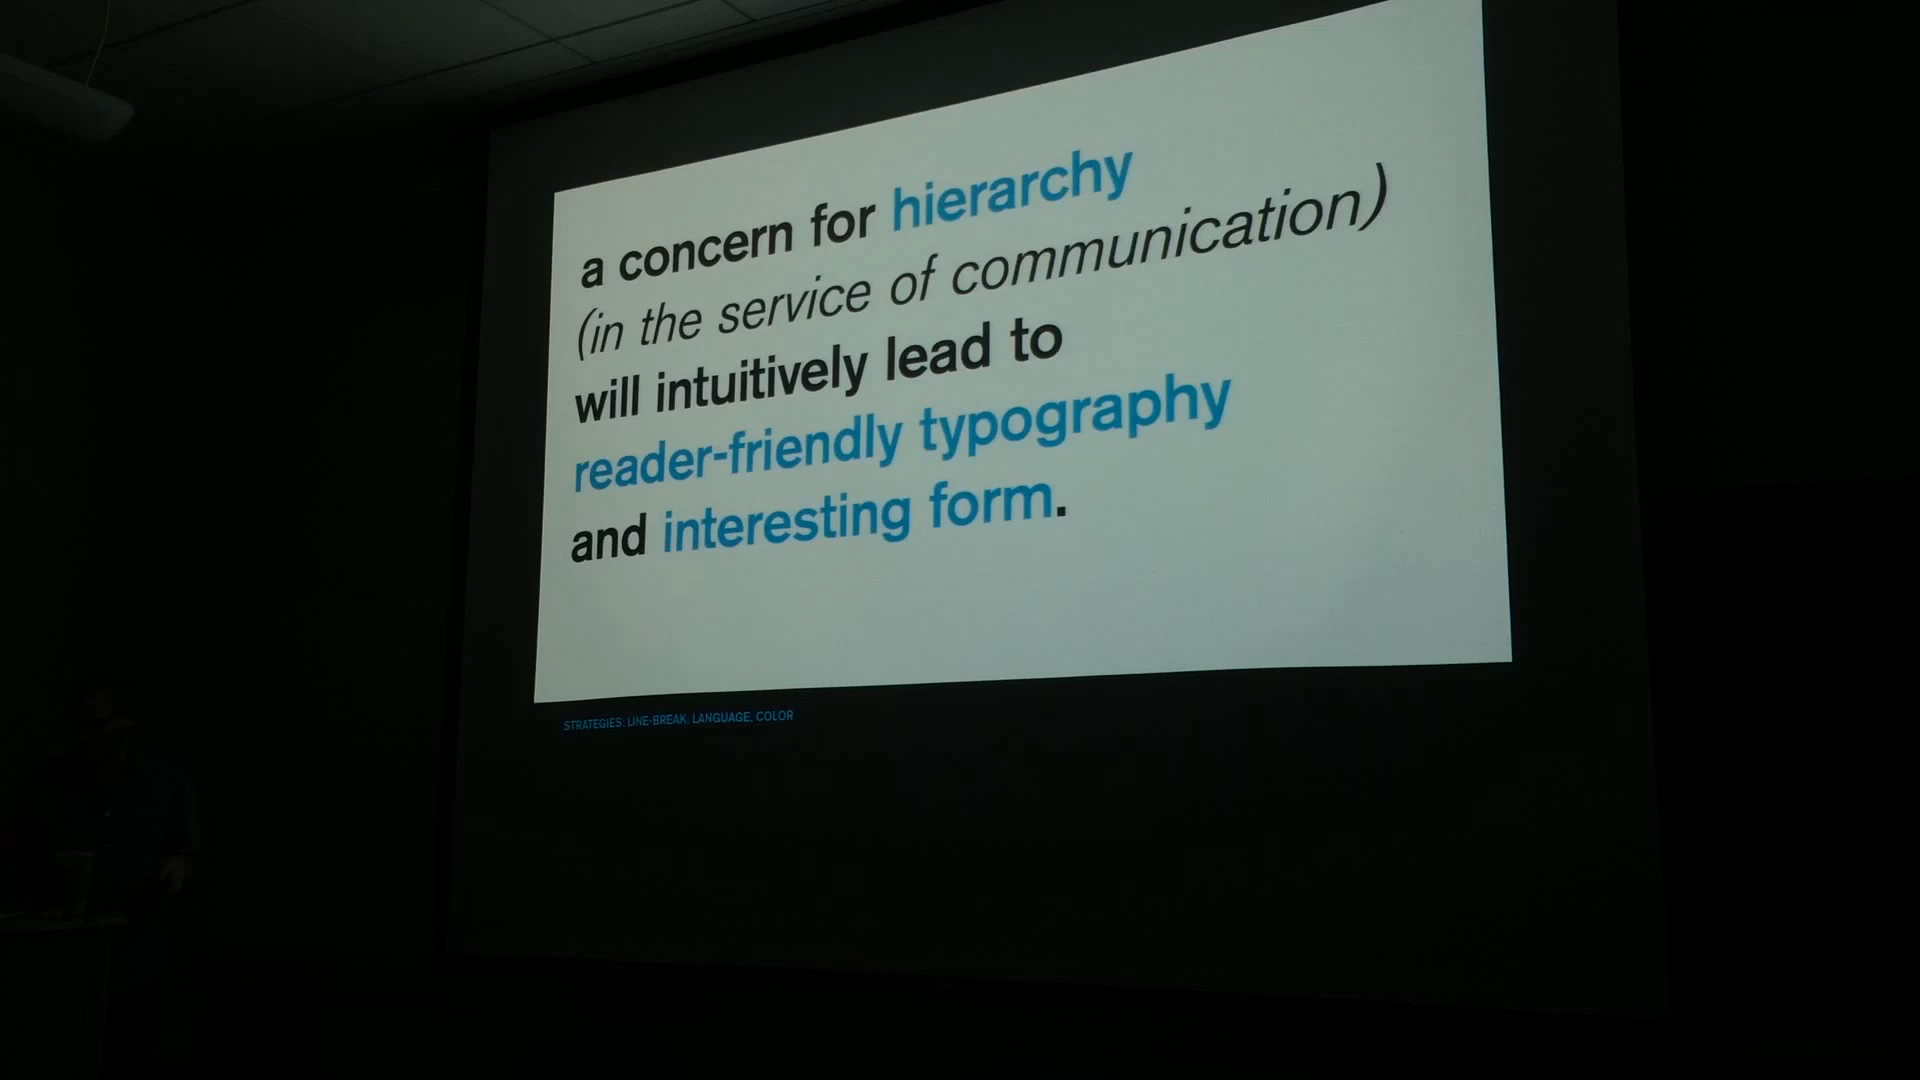 a concern for hierarchy
(in the service of communication)
will intuitively lead to
reader-friendly typography
and interesting form.
STRATEGIES: LINE-BREAK, LANGUAGE, COLOR